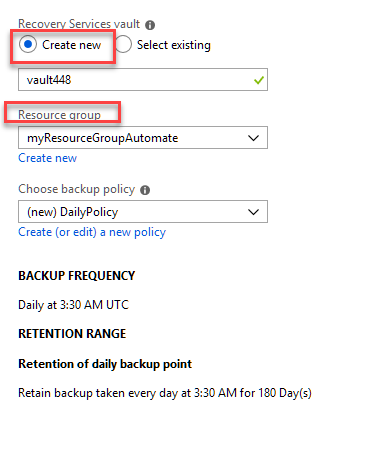 Recovery Services vault
Create new Select existing
vault448
Resource group
myResourceGroupAutomate
Create new
Choose backup policy
(new) DailyPolicy
Create (or edit) a new policy
BACKUP FREQUENCY
Daily at 3:30 AM UTC
RETENTION RANGE
Retention of daily backup point
Retain backup taken every day at 3:30 AM for 180 Day(s)